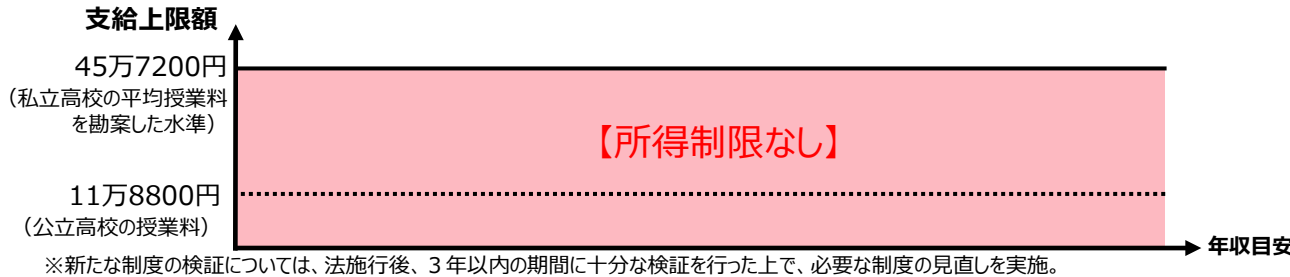 支給上限額
45万7200円
（私立高校の平均授業料
を勘案した水準）
【所得制限なし】
11万8800円
（公立高校の授業料）
年収目安
※新たな制度の検証については、法施行後、３年以内の期間に十分な検証を行った上で、必要な制度の見直しを実施。